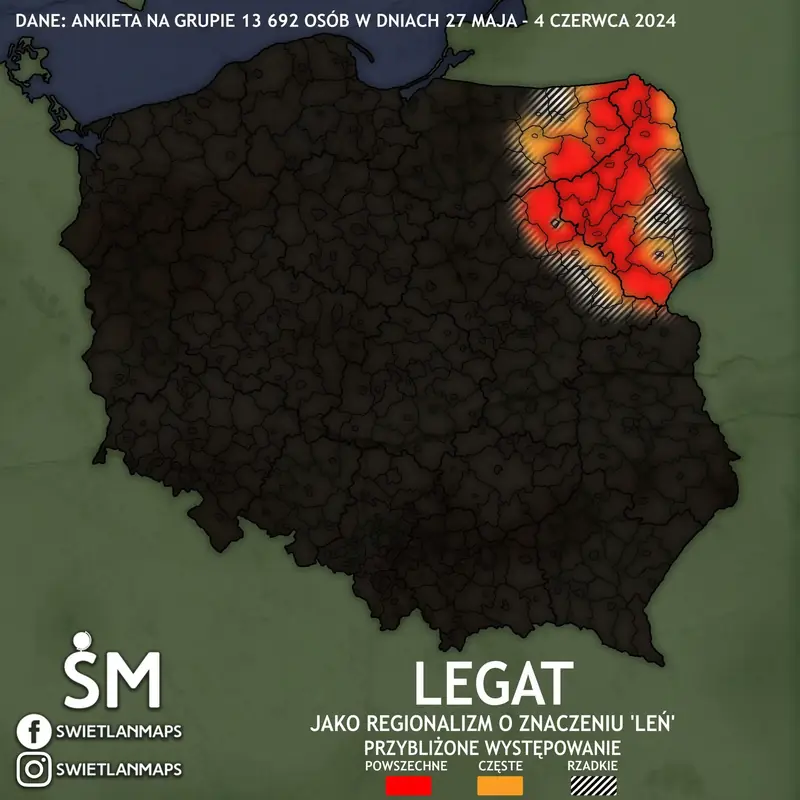 DANE: ANKIETA NA GRUPIE 13 692 OSÓB W DNIACH 27 MAJA - 4 CZERWCA 2024
ŚM
SWIETLANMAPS
SWIETLANMAPS
LEGAT
JAKO REGIONALIZM O ZNACZENIU 'LEŃ'
PRZYBLIŻONE WYSTĘPOWANIE
POWSZECHNE CZĘSTE RZADKIE